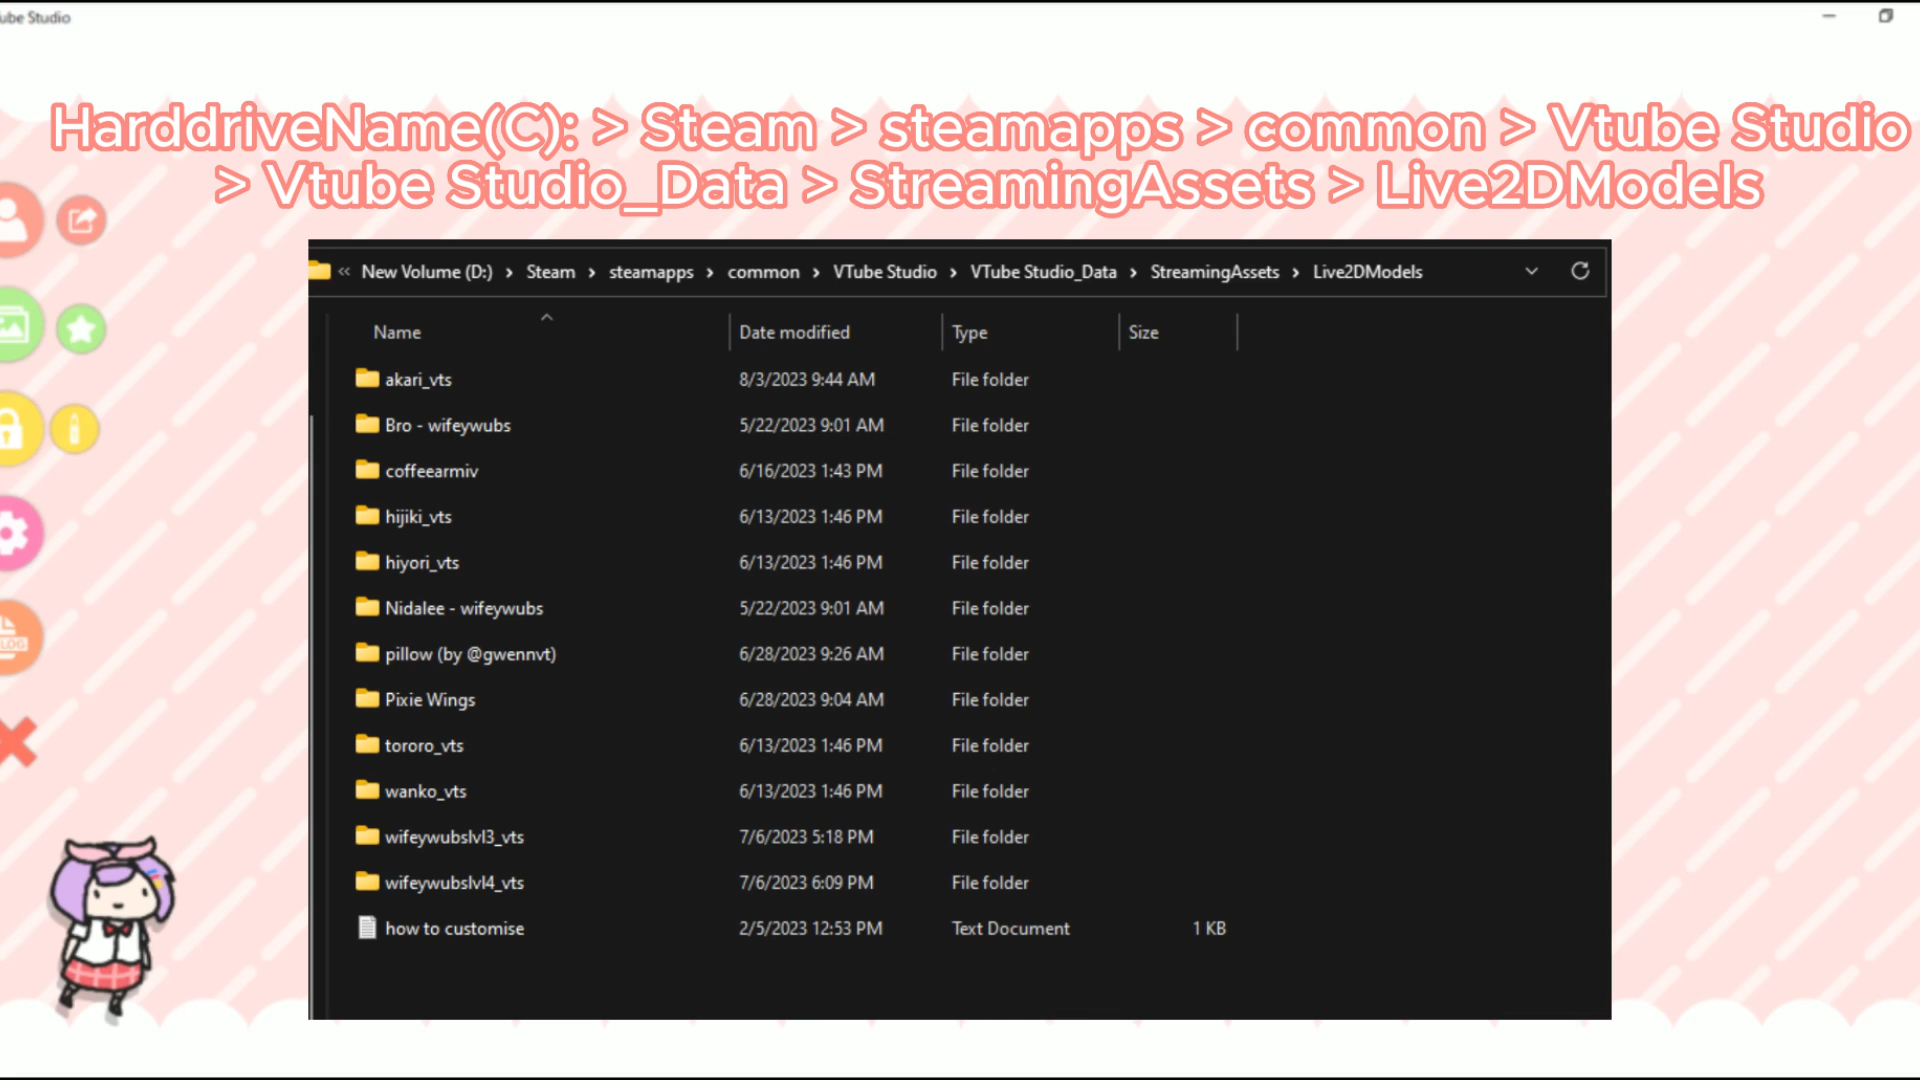 ube Studio
HarddriveName(C): > Steam > steamapps > common > Vtube Studio
> Vtube Studio_Data > StreamingAssets > Live2DModels
« New Volume (D:) › Steam › steamapps › common › VTube Studio › VTube Studio_Data › StreamingAssets › Live2DModels
Name Date modified Type Size
akari_vts 8/3/2023 9:44 AM File folder
Bro - wifeywubs 5/22/2023 9:01 AM File folder
coffeearmiv 6/16/2023 1:43 PM File folder
hijiki_vts 6/13/2023 1:46 PM File folder
hiyori_vts 6/13/2023 1:46 PM File folder
Nidalee - wifeywubs 5/22/2023 9:01 AM File folder
pillow (by @gwennvt) 6/28/2023 9:26 AM File folder
Pixie Wings 6/28/2023 9:04 AM File folder
tororo_vts 6/13/2023 1:46 PM File folder
wanko_vts 6/13/2023 1:46 PM File folder
wifeywubslvl3_vts 7/6/2023 5:18 PM File folder
wifeywubslvl4_vts 7/6/2023 6:09 PM File folder
how to customise 2/5/2023 12:53 PM Text Document 1 KB
LOG